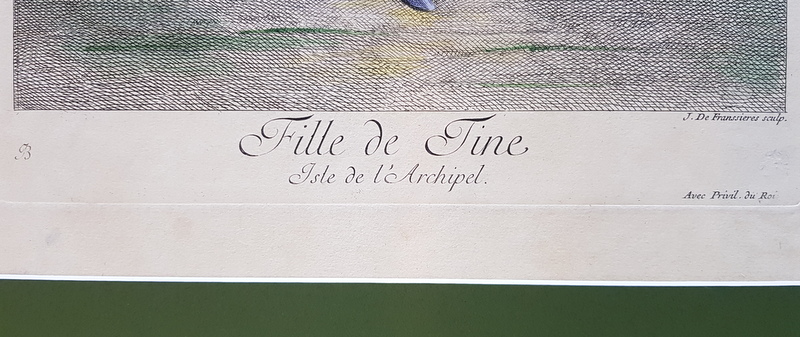 J. De Franssieres sculp.
Fille de Tine
B
Isle de l'Archipel.
Avec Privil. du Roi